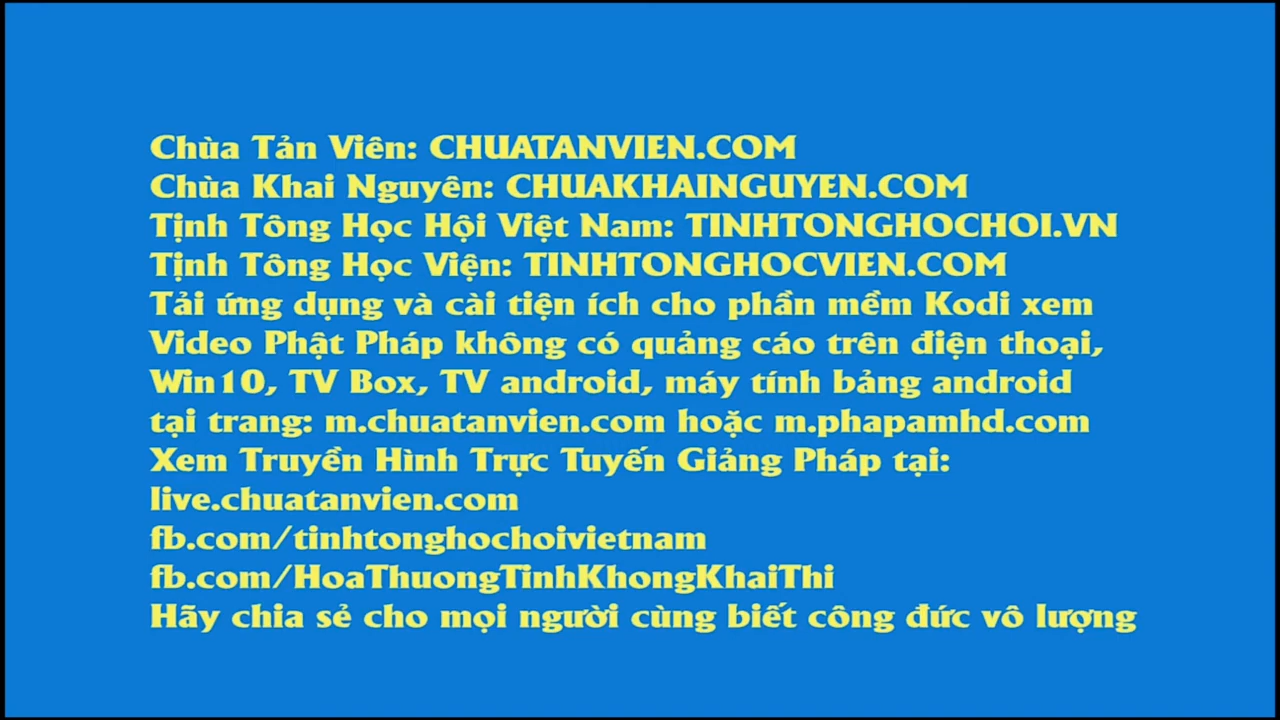 Chùa Tản Viên: CHUATANVIEN.COM
Chùa Khai Nguyên: CHUAKHAINGUYEN.COM
Tịnh Tông Học Hội Việt Nam: TINHTONGHOCHOI.VN
Tịnh Tông Học Viện: TINHTONGHOCVIEN.COM
Tải ứng dụng và cài tiện ích cho phần mềm Kodi xem
Video Phật Pháp không có quảng cáo trên điện thoại,
Win10, TV Box, TV android, máy tính bảng android
tại trang: m.chuatanvien.com hoặc m.phapamhd.com
Xem Truyền Hình Trực Tuyến Giảng Pháp tại:
live.chuatanvien.com
fb.com/tinhtonghochoivietnam
fb.com/HoaThuongTinhKhongKhaiThi
Hãy chia sẻ cho mọi người cùng biết công đức vô lượng